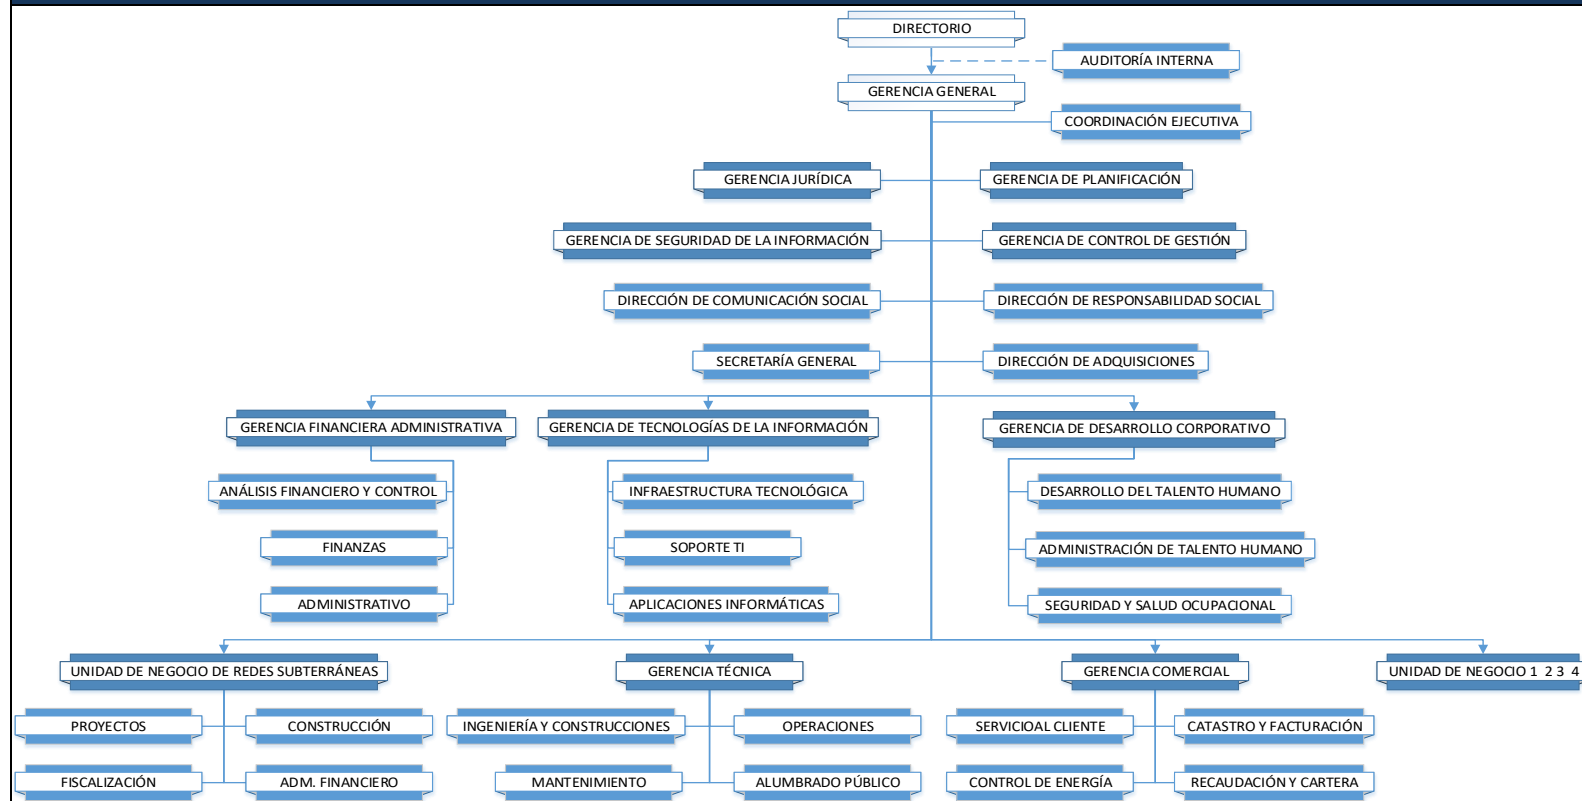 DIRECTORIO
AUDITORÍA INTERNA
GERENCIA GENERAL
COORDINACIÓN EJECUTIVA
GERENCIA JURÍDICA
GERENCIA DE PLANIFICACIÓN
GERENCIA DE SEGURIDAD DE LA INFORMACIÓN
GERENCIA DE CONTROL DE GESTIÓN
DIRECCIÓN DE COMUNICACIÓN SOCIAL
DIRECCIÓN DE RESPONSABILIDAD SOCIAL
SECRETARÍA GENERAL
DIRECCIÓN DE ADQUISICIONES
GERENCIA FINANCIERA ADMINISTRATIVA
GERENCIA DE TECNOLOGÍAS DE LA INFORMACIÓN
GERENCIA DE DESARROLLO CORPORATIVO
ANÁLISIS FINANCIERO Y CONTROL
INFRAESTRUCTURA TECNOLÓGICA
DESARROLLO DEL TALENTO HUMANO
FINANZAS
SOPORTE TI
ADMINISTRACIÓN DE TALENTO HUMANO
ADMINISTRATIVO
APLICACIONES INFORMÁTICAS
SEGURIDAD Y SALUD OCUPACIONAL
UNIDAD DE NEGOCIO DE REDES SUBTERRÁNEAS
GERENCIA TÉCNICA
GERENCIA COMERCIAL
UNIDAD DE NEGOCIO 1 2 3 4
PROYECTOS
CONSTRUCCIÓN
INGENIERÍA Y CONSTRUCCIONES
OPERACIONES
SERVICIOAL CLIENTE
CATASTRO Y FACTURACIÓN
FISCALIZACIÓN
ADM. FINANCIERO
MANTENIMIENTO
ALUMBRADO PÚBLICO
CONTROL DE ENERGÍA
RECAUDACIÓN Y CARTERA